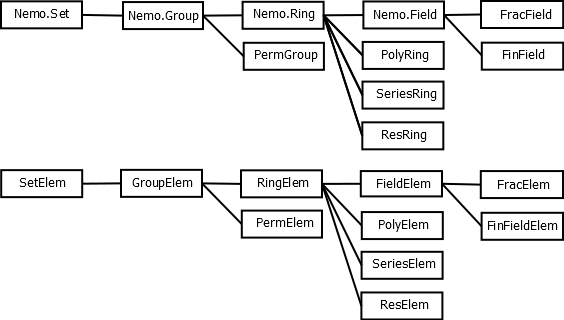 Nemo.Set Nemo.Group Nemo.Ring Nemo.Field FracField
PermGroup PolyRing FinField
SeriesRing
ResRing
SetElem GroupElem RingElem FieldElem FracElem
PermElem PolyElem FinFieldElem
SeriesElem
ResElem